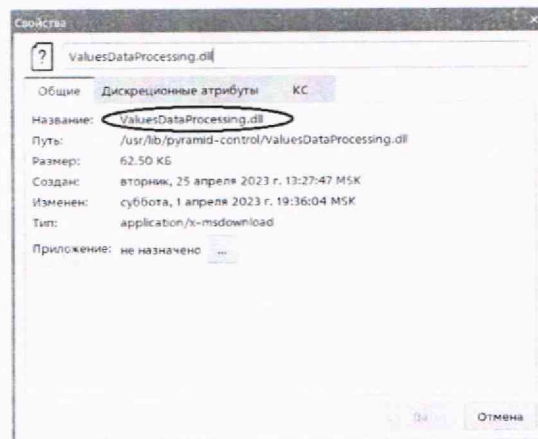 Свойства
ValuesDataProcessing.dll
Общие Дискреционные атрибуты КС
Название: ValuesDataProcessing.dll
Путь: /usr/lib/pyramid-control/ValuesDataProcessing.dll
Размер: 62.50 КБ
Создан: вторник, 25 апреля 2023 г. 13:27:47 MSK
Изменен: суббота, 1 апреля 2023 г. 19:36:04 MSK
Тип: application/x-msdownload
Приложение: не назначено ...
Да Отмена